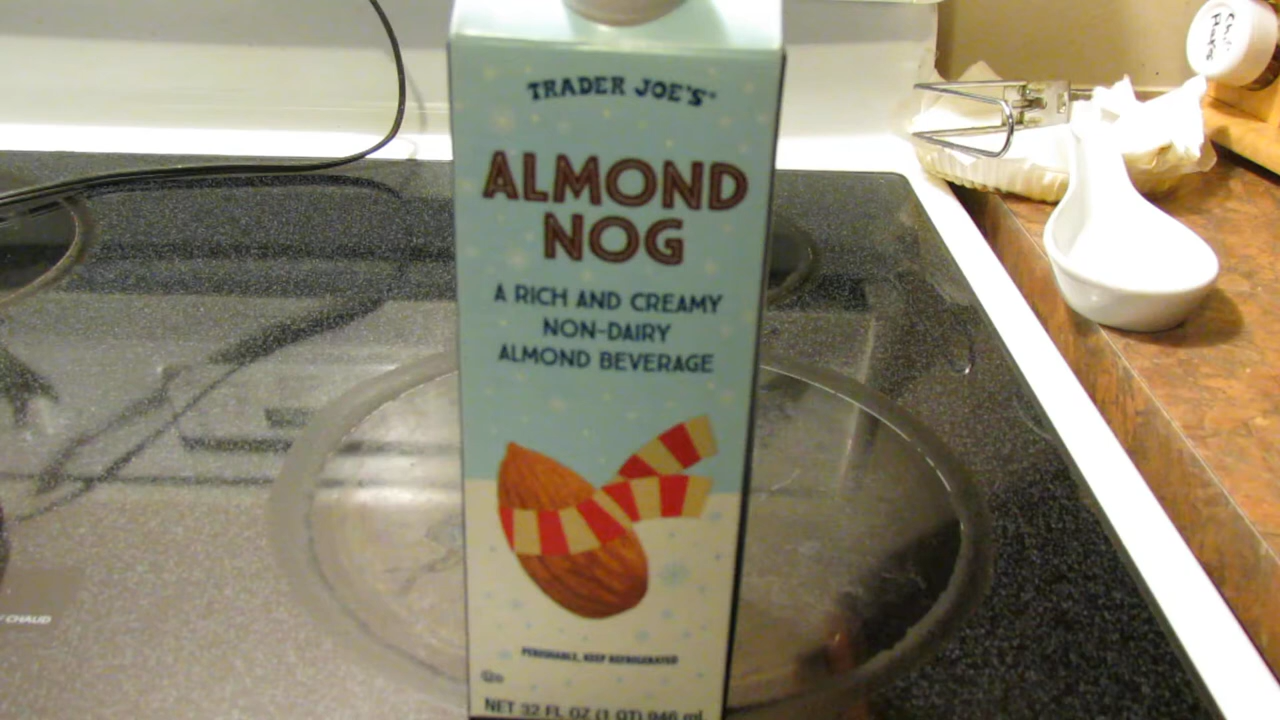 TRADER JOE'S
ALMOND
NOG
A RICH AND CREAMY
NON-DAIRY
ALMOND BEVERAGE
PERISHABLE, KEEP REFRIGERATED
NET 32 FL OZ (1 QT) 946 ml
CHAUD